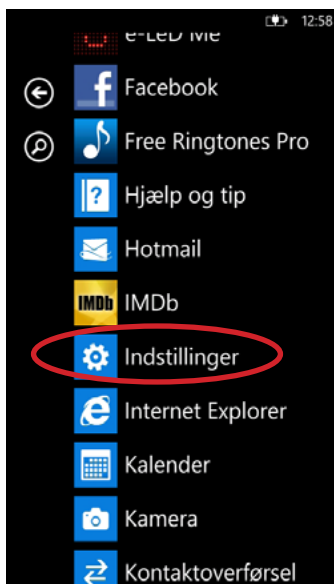 12:58
e-LED Me
Facebook
Free Ringtones Pro
Hjælp og tip
Hotmail
IMDb IMDb
Indstillinger
Internet Explorer
Kalender
Kamera
Kontaktoverførsel